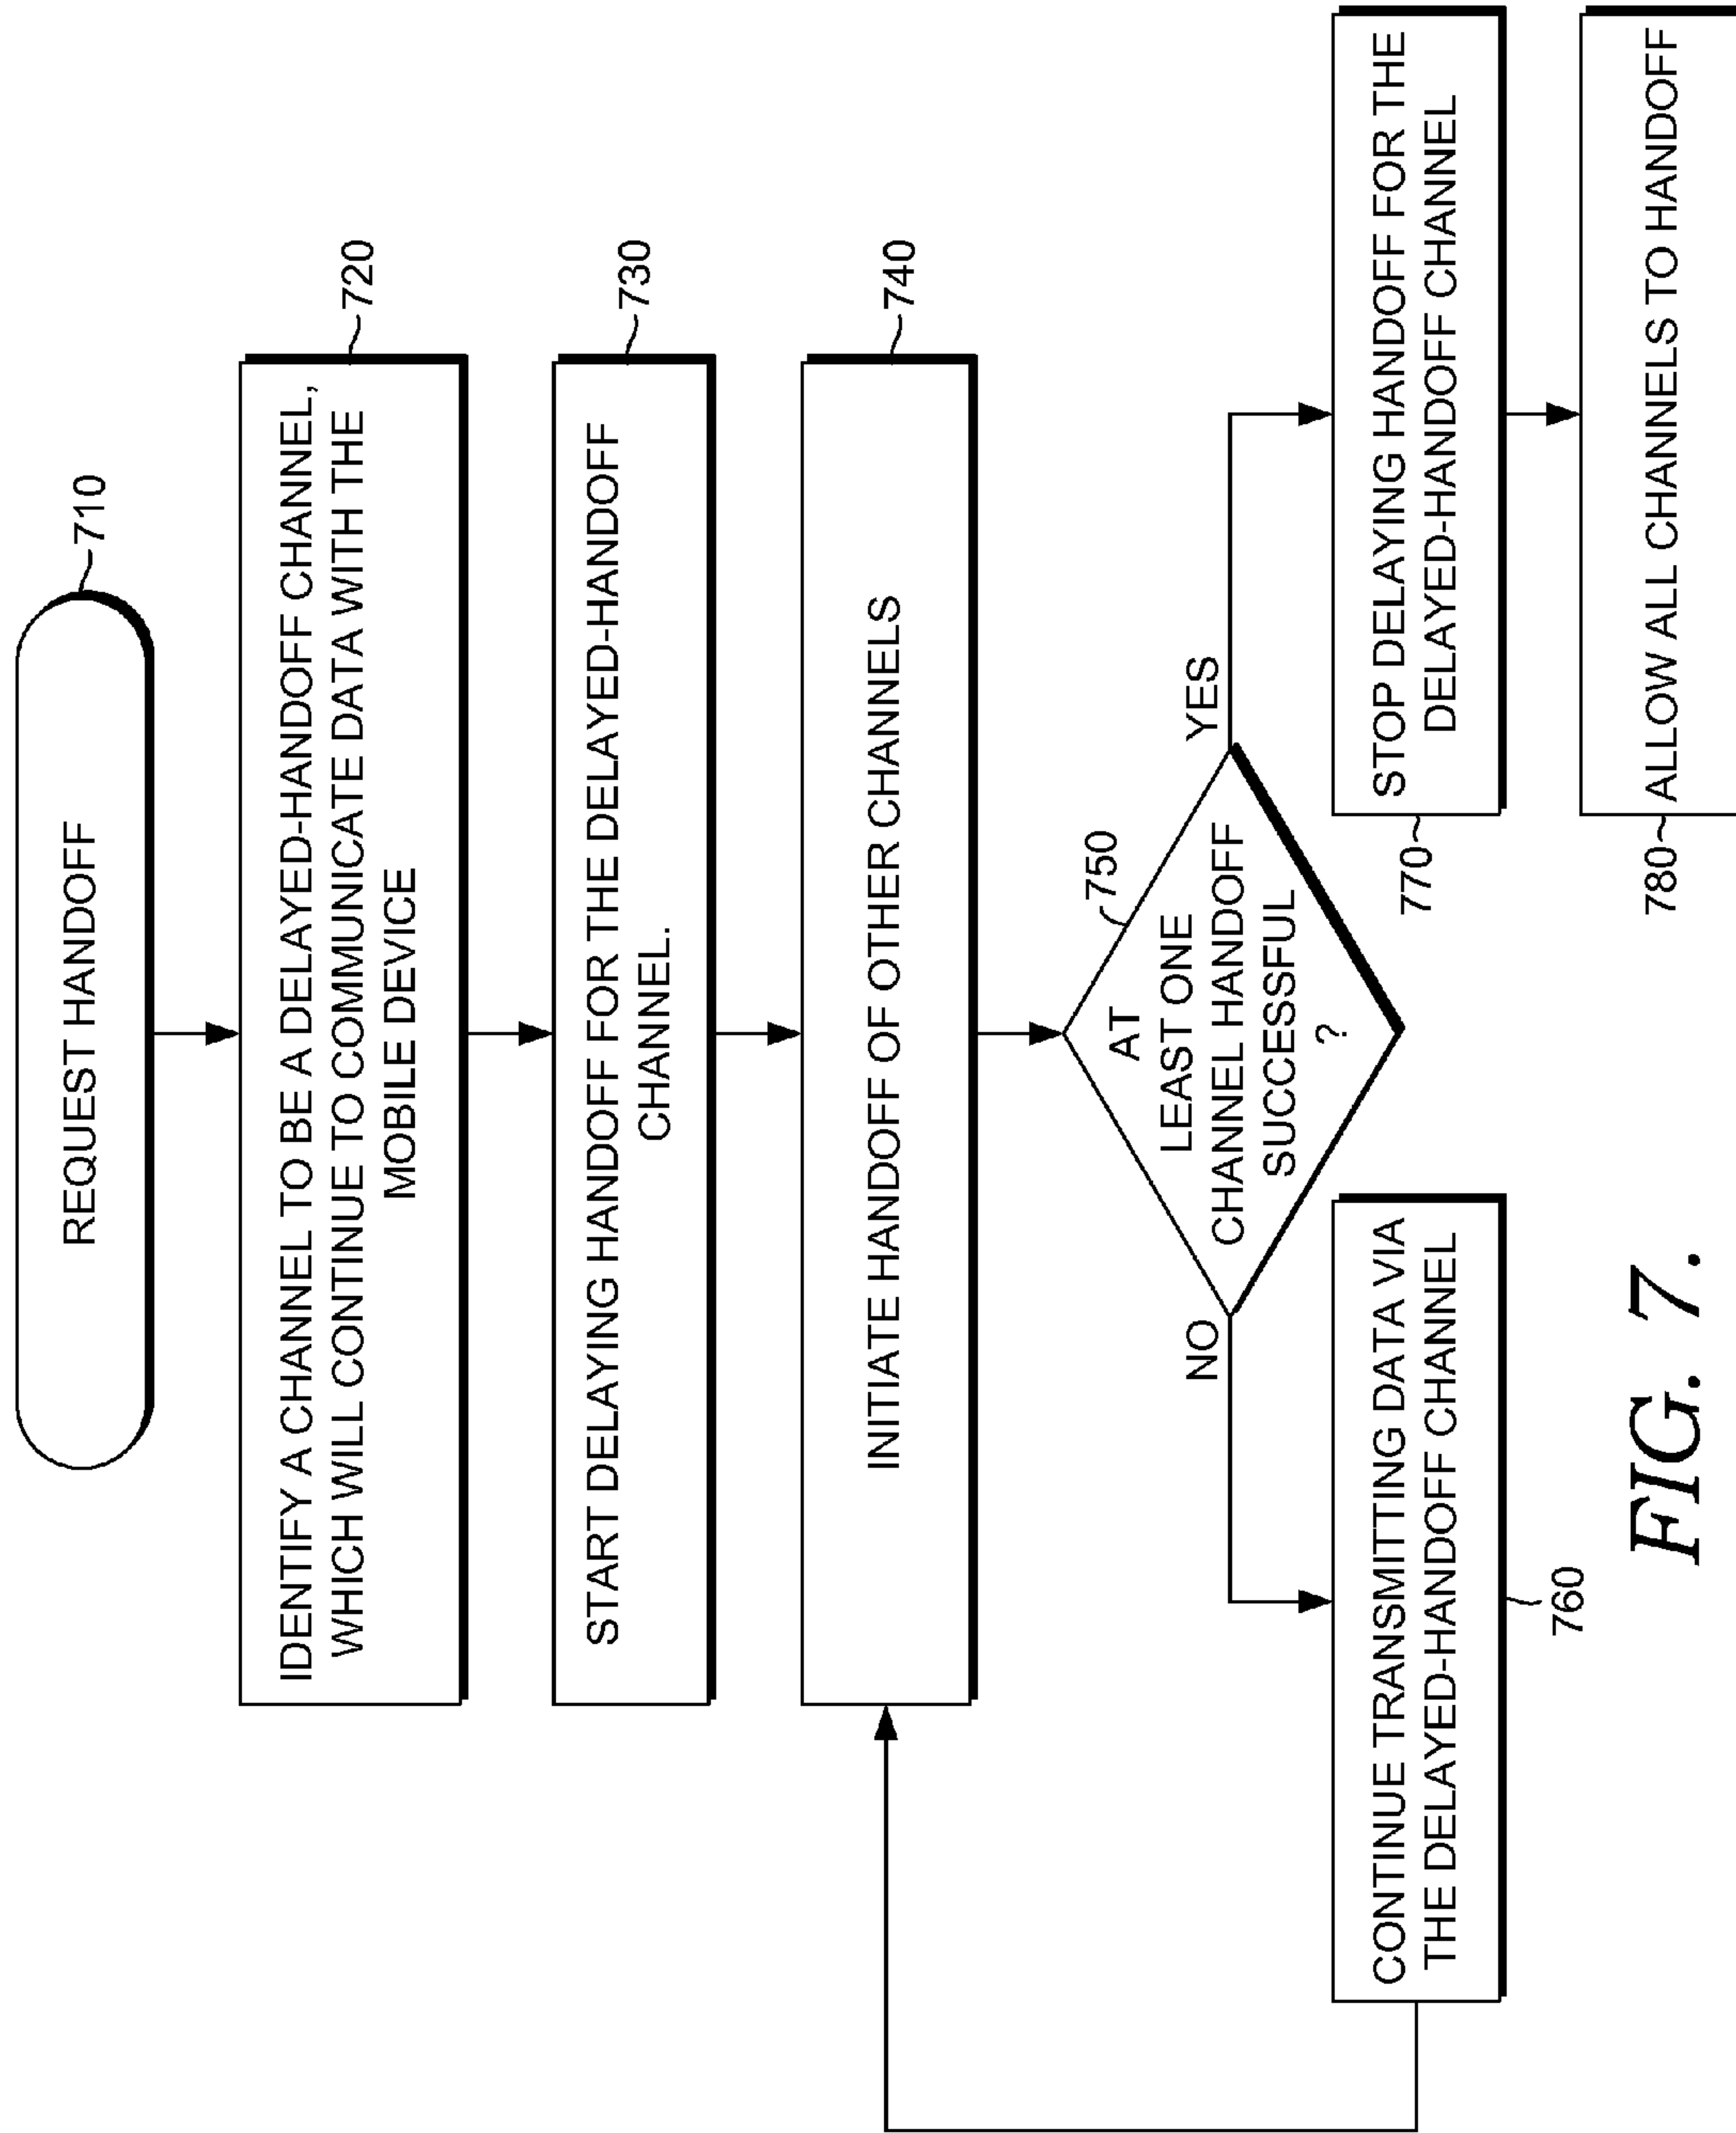 REQUEST HANDOFF
710
IDENTIFY A CHANNEL TO BE A DELAYED-HANDOFF CHANNEL,
WHICH WILL CONTINUE TO COMMUNICATE DATA WITH THE
MOBILE DEVICE
720
START DELAYING HANDOFF FOR THE DELAYED-HANDOFF
CHANNEL.
730
INITIATE HANDOFF OF OTHER CHANNELS
740
AT
LEAST ONE
CHANNEL HANDOFF
SUCCESSFUL
?
750
NO
YES
CONTINUE TRANSMITTING DATA VIA
THE DELAYED-HANDOFF CHANNEL
760
STOP DELAYING HANDOFF FOR THE
DELAYED-HANDOFF CHANNEL
770
780
ALLOW ALL CHANNELS TO HANDOFF
FIG. 7.